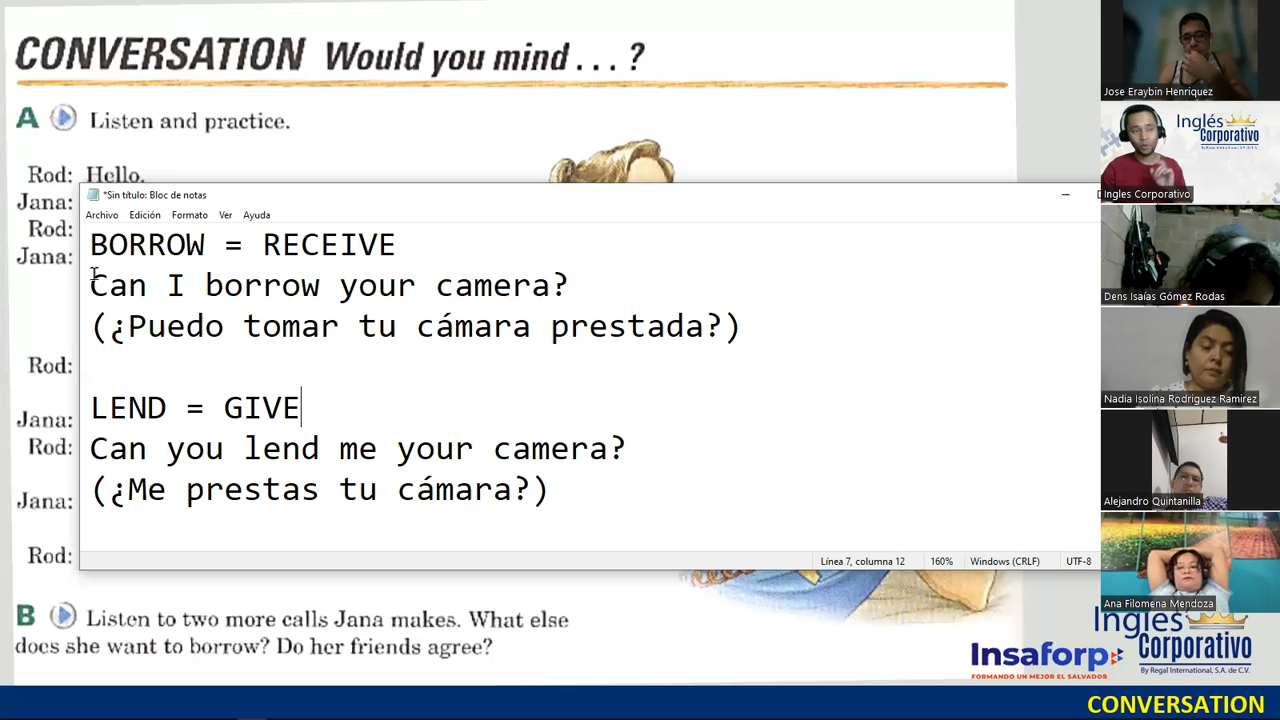 CONVERSATION Would you mind . . . ?
A Listen and practice.
Rod: Hello.
Jana:
Rod:
Jana:
Rod:
Jana:
Rod:
Jana:
Rod:
*Sin título: Bloc de notas
Archivo Edición Formato Ver Ayuda
BORROW = RECEIVE
Can I borrow your camera?
(¿Puedo tomar tu cámara prestada?)
LEND = GIVE
Can you lend me your camera?
(¿Me prestas tu cámara?)
Línea 7, columna 12 160% Windows (CRLF) UTF-8
B Listen to two more calls Jana makes. What else
does she want to borrow? Do her friends agree?
Jose Eraybin Henriquez
Inglés
Corporativo
By Regal International, S.A. de C.V.
Ingles Corporativo
Dens Isaías Gómez Rodas
Nadia Isolina Rodriguez Ramirez
Alejandro Quintanilla
Ana Filomena Mendoza
Insaforp
FORMANDO UN MEJOR EL SALVADOR
Inglés
Corporativo
By Regal International, S.A. de C.V.
CONVERSATION